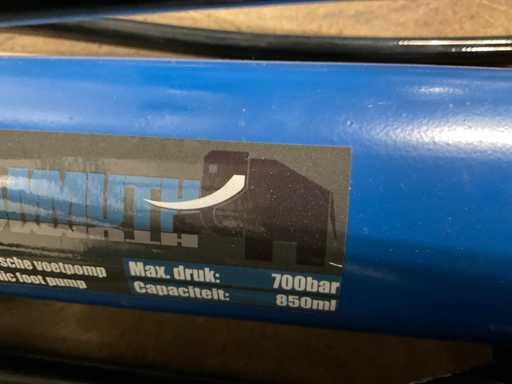 sche voetpomp
ic foot pump
Max. druk: 700bar
Capaciteit: 850ml